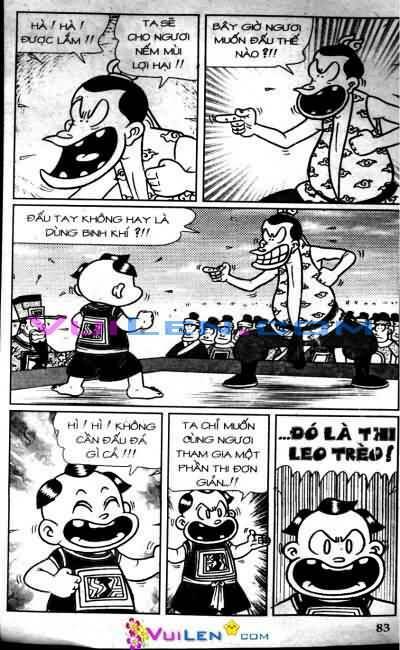 HÀ! HÀ!
ĐƯỢC LẮM!!
TA SẼ
CHO NGƯƠI
NẾM MÙI
LỢI HẠI!!
BÂY GIỜ NGƯƠI
MUỐN ĐẤU THẾ
NÀO?!!
ĐẤU TAY KHÔNG HAY LÀ
DÙNG BINH KHÍ?!!
VUILEN.COM
HÌ! HÌ! KHÔNG
CẦN ĐẤU ĐÁ
GÌ CẢ!!!
TA CHỈ MUỐN
CÙNG NGƯƠI
THAM GIA MỘT
PHẦN THI ĐƠN
GIẢN..!!
...ĐÓ LÀ THI
LEO TRÈO!
83
VUILEN.COM